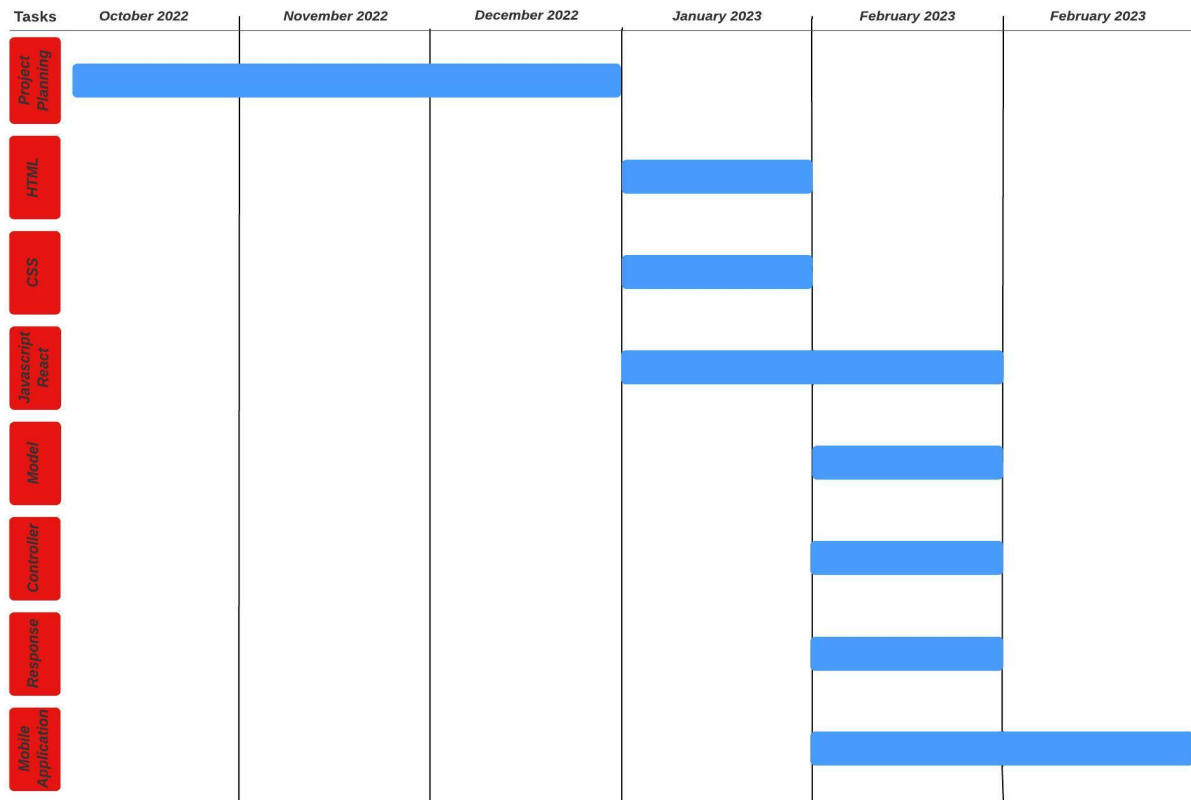 Tasks
October 2022
November 2022
December 2022
January 2023
February 2023
February 2023
Project
Planning
HTML
CSS
Javascript
React
Model
Controller
Response
Mobile
Application